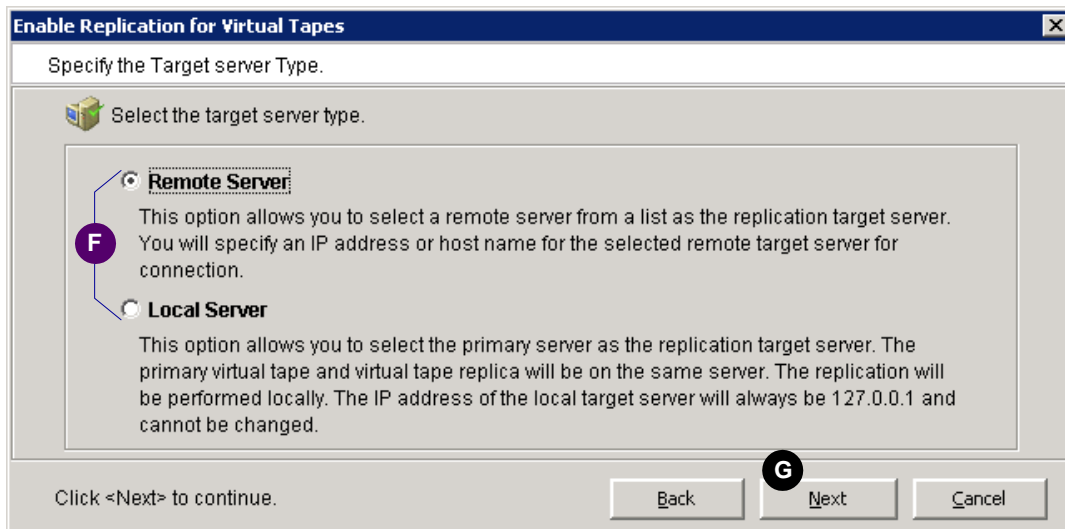 Enable Replication for Virtual Tapes
Specify the Target server Type.
Select the target server type.
Remote Server
This option allows you to select a remote server from a list as the replication target server.
You will specify an IP address or host name for the selected remote target server for
connection.
F
Local Server
This option allows you to select the primary server as the replication target server. The
primary virtual tape and virtual tape replica will be on the same server. The replication will
be performed locally. The IP address of the local target server will always be 127.0.0.1 and
cannot be changed.
G
Click <Next> to continue.
Back
Next
Cancel